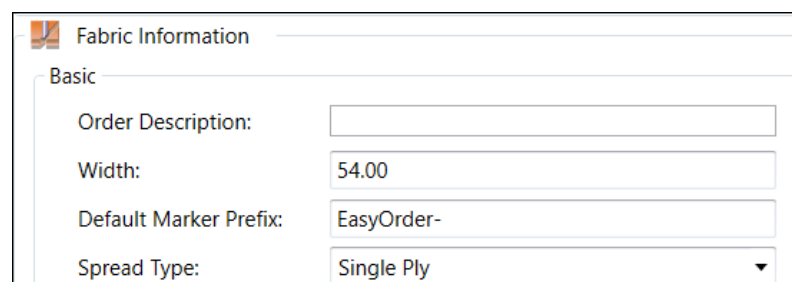 Fabric Information
Basic
Order Description:
Width: 54.00
Default Marker Prefix: EasyOrder-
Spread Type: Single Ply